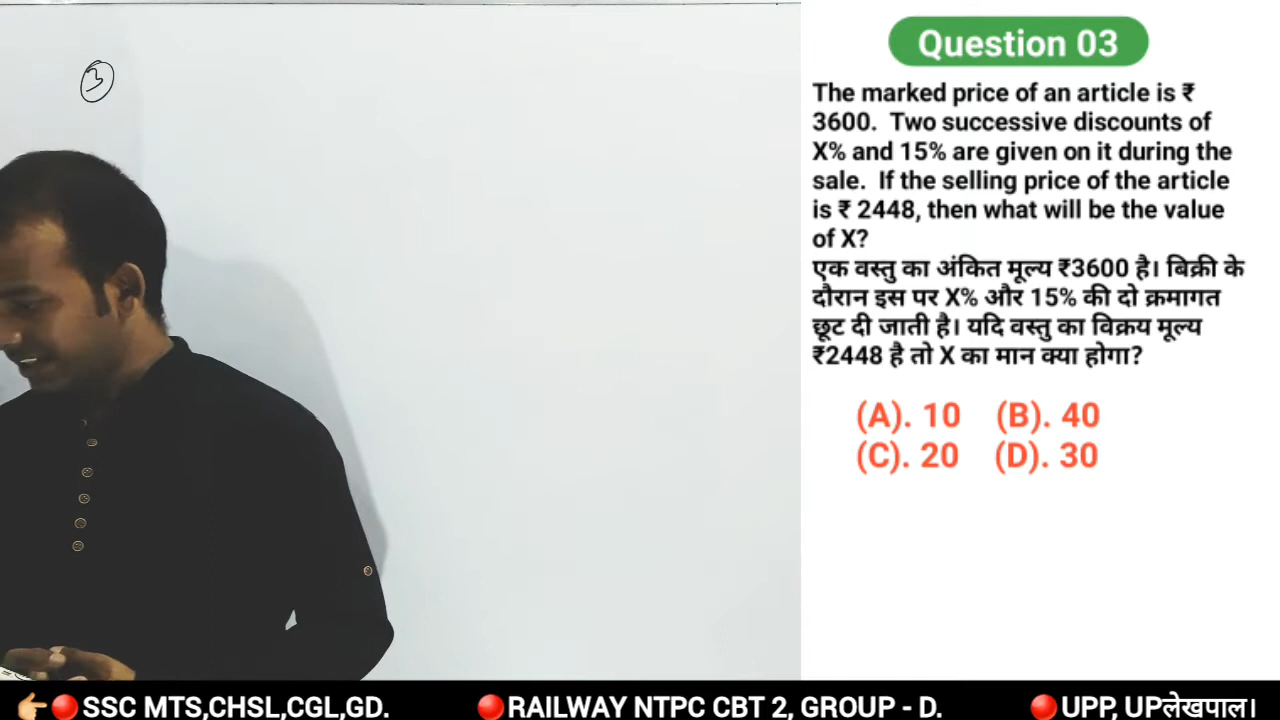 3
Question 03
The marked price of an article is ₹
3600. Two successive discounts of
X% and 15% are given on it during the
sale. If the selling price of the article
is ₹ 2448, then what will be the value
of X?
एक वस्तु का अंकित मूल्य ₹3600 है। बिक्री के
दौरान इस पर X% और 15% की दो क्रमागत
छूट दी जाती है। यदि वस्तु का विक्रय मूल्य
₹2448 है तो X का मान क्या होगा?
(A). 10 (B). 40
(C). 20 (D). 30
SSC MTS,CHSL,CGL,GD. RAILWAY NTPC CBT 2, GROUP - D. UPP, UPलेखपाल।